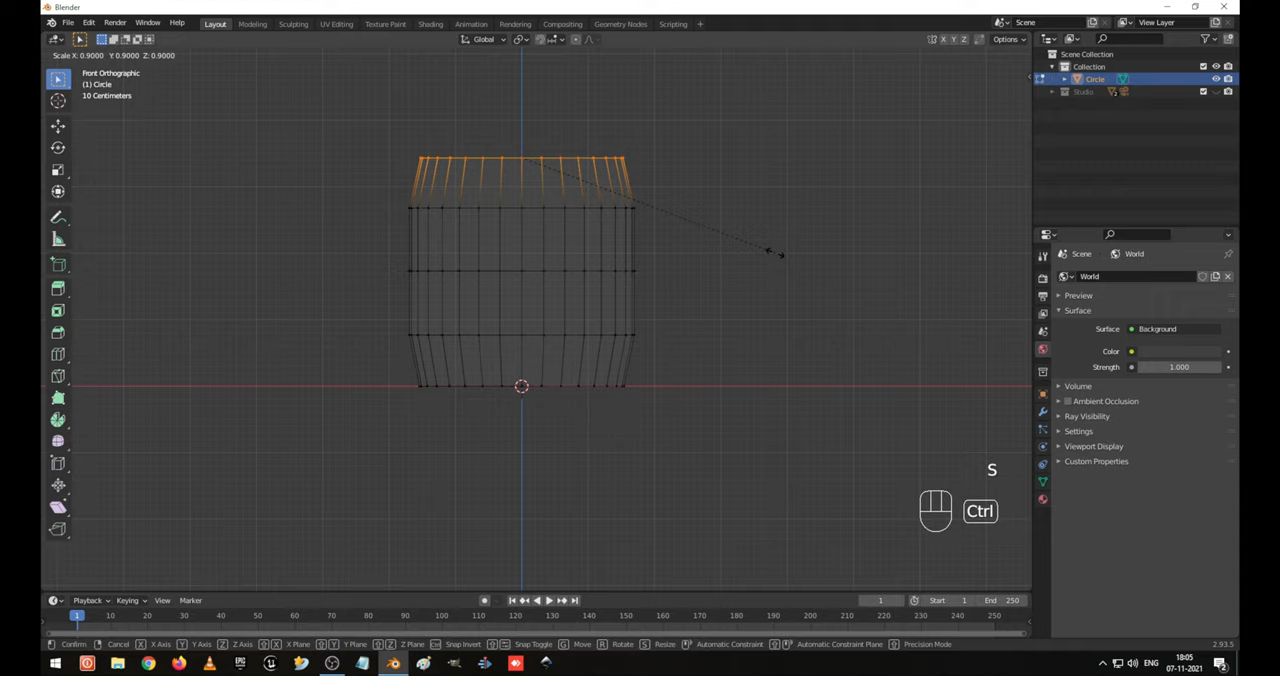 Blender
File Edit Render Window Help Layout Modeling Sculpting UV Editing Texture Paint Shading Animation Rendering Compositing Geometry Nodes Scripting + Scene View Layer
Global X Y Z Options
Scale X: 0.9000 Y: 0.9000 Z: 0.9000
Front Orthographic
(1) Circle
10 Centimeters
Scene Collection
Collection
Circle
Studio 2
Scene World
World
Preview
Surface
Surface Background
Color
Strength 1.000
Volume
Ambient Occlusion
Ray Visibility
Settings
Viewport Display
Custom Properties
S
Ctrl
Playback Keying View Marker 1 Start 1 End 250
1 10 20 30 40 50 60 70 80 90 100 110 120 130 140 150 160 170 180 190 200 210 220 230 240 250
Confirm Cancel X X Axis Y Y Axis Z Z Axis X X Plane Y Y Plane Z Z Plane Ctrl Snap Invert Snap Toggle G Move R Rotate S Resize Automatic Constraint Automatic Constraint Plane Precision Mode 2.93.5
ENG 18:05 07-11-2021 2